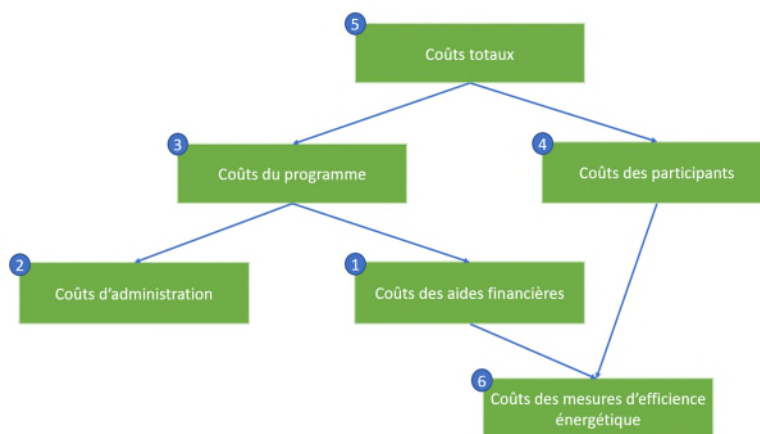 5
Coûts totaux
3
Coûts du programme
4
Coûts des participants
2
Coûts d'administration
1
Coûts des aides financières
6
Coûts des mesures d'efficience
énergétique